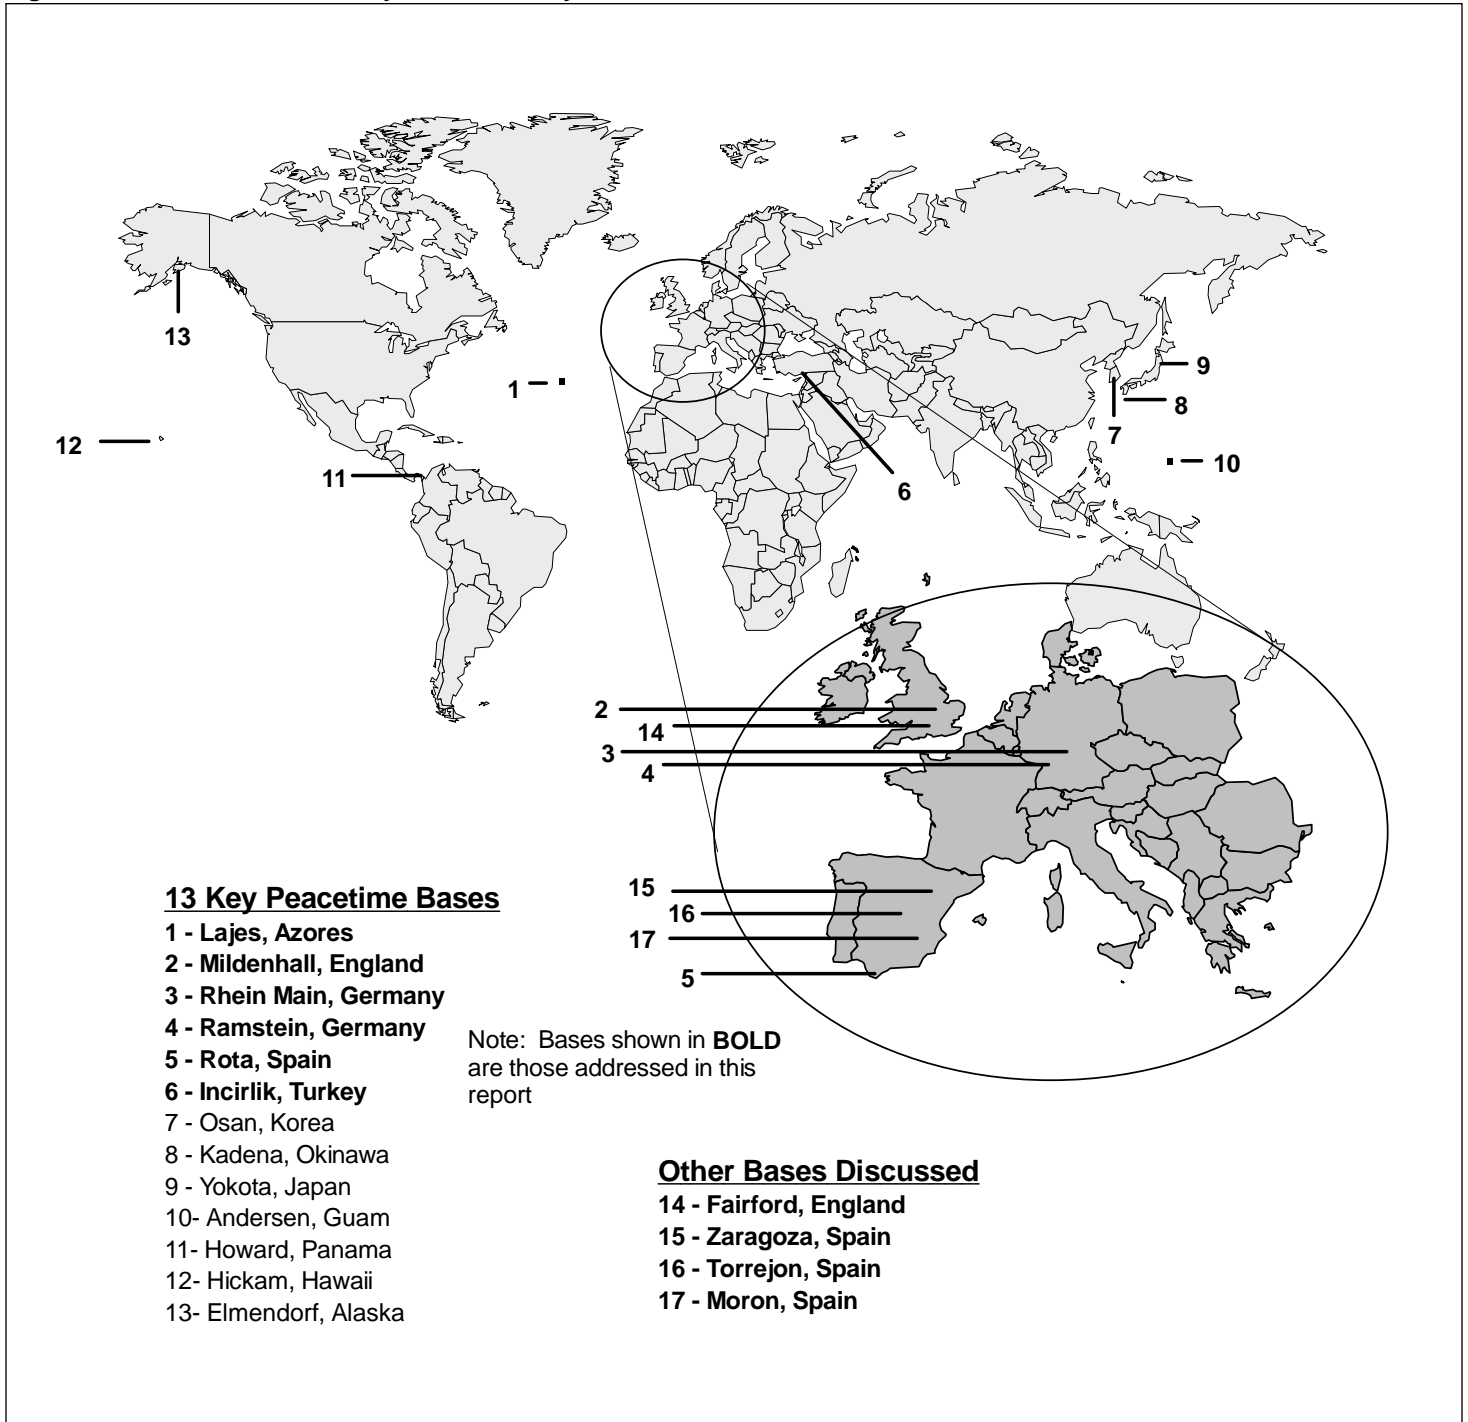 13
1
12
11
9
8
7
10
6
2
14
3
4
15
16
17
5
13 Key Peacetime Bases
1 - Lajes, Azores
2 - Mildenhall, England
3 - Rhein Main, Germany
4 - Ramstein, Germany
5 - Rota, Spain
6 - Incirlik, Turkey
7 - Osan, Korea
8 - Kadena, Okinawa
9 - Yokota, Japan
10- Andersen, Guam
11- Howard, Panama
12- Hickam, Hawaii
13- Elmendorf, Alaska
Note: Bases shown in BOLD
are those addressed in this
report
Other Bases Discussed
14 - Fairford, England
15 - Zaragoza, Spain
16 - Torrejon, Spain
17 - Moron, Spain